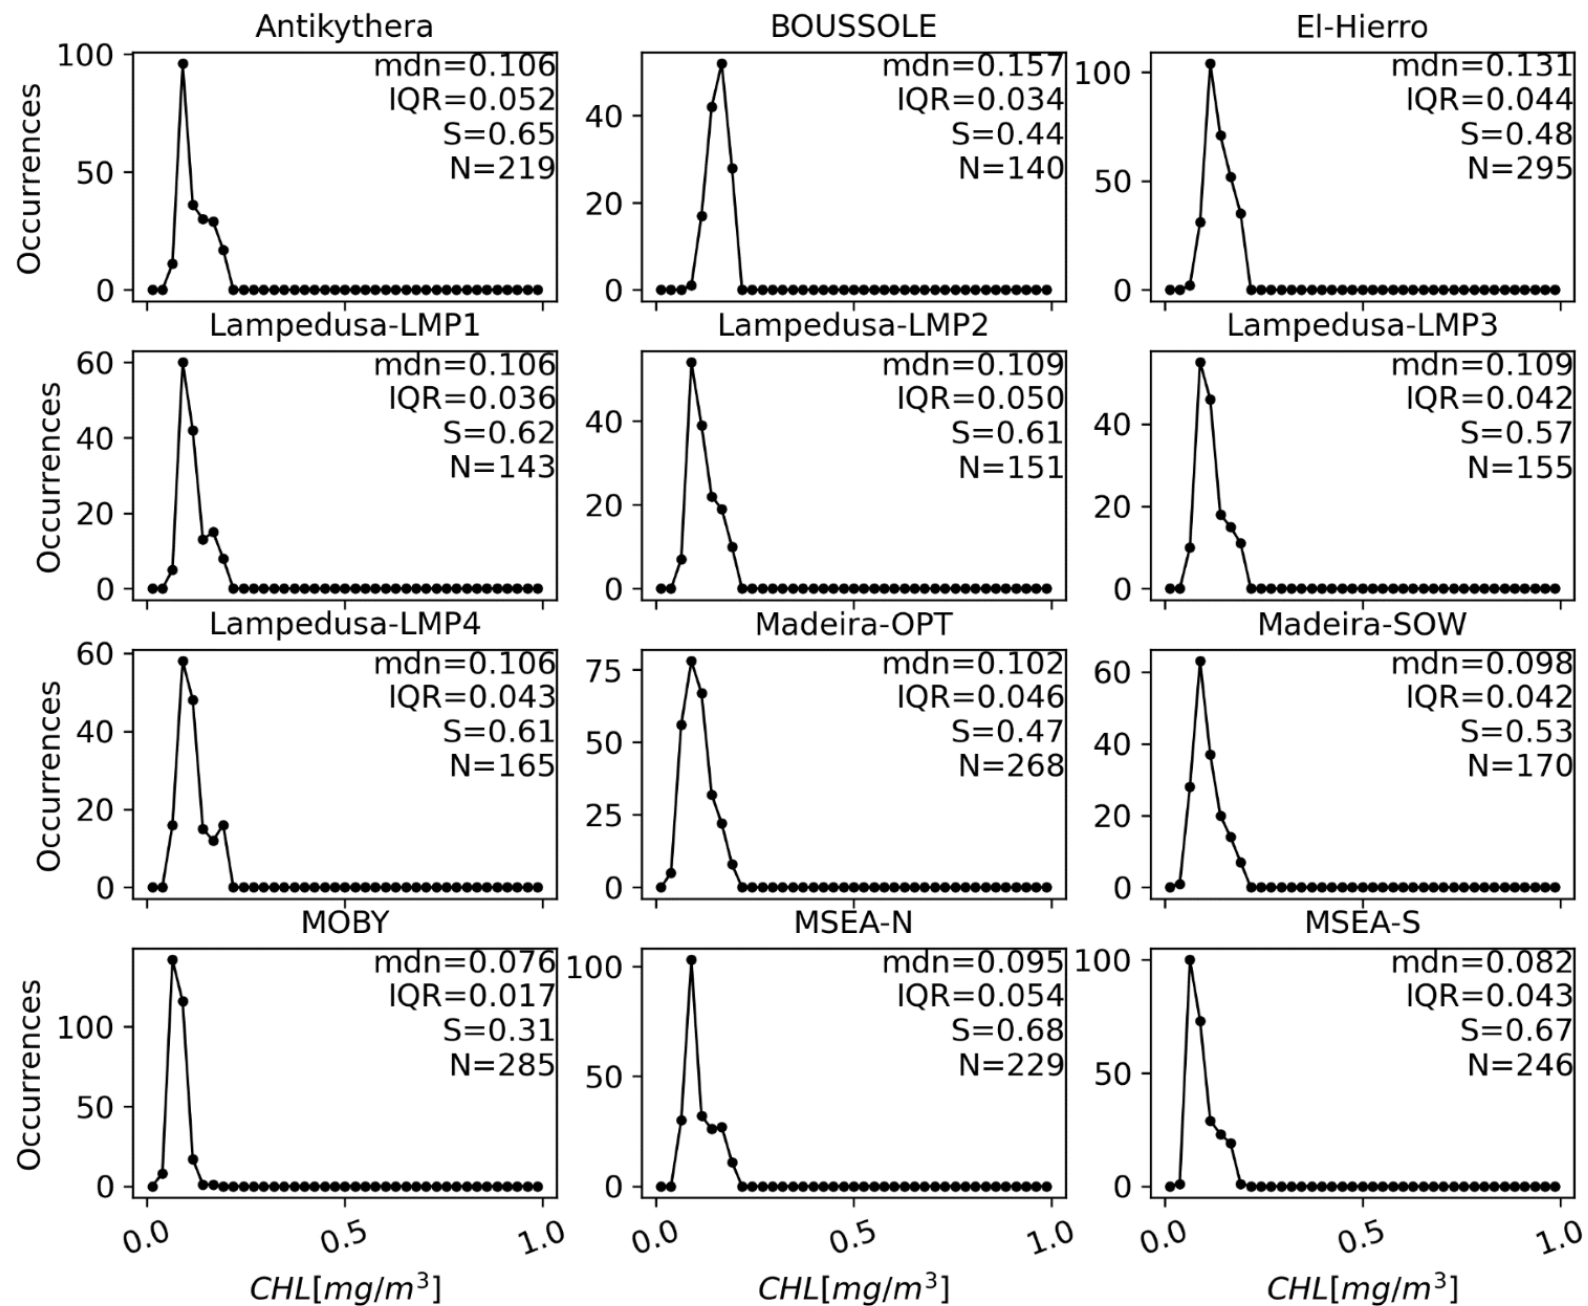 Antikythera
100
50
0
Occurrences
mdn=0.106
IQR=0.052
S=0.65
N=219
BOUSSOLE
40
20
0
mdn=0.157
IQR=0.034
S=0.44
N=140
El-Hierro
100
50
0
mdn=0.131
IQR=0.044
S=0.48
N=295
Lampedusa-LMP1
60
40
20
0
Occurrences
mdn=0.106
IQR=0.036
S=0.62
N=143
Lampedusa-LMP2
40
20
0
mdn=0.109
IQR=0.050
S=0.61
N=151
Lampedusa-LMP3
40
20
0
mdn=0.109
IQR=0.042
S=0.57
N=155
Lampedusa-LMP4
60
40
20
0
Occurrences
mdn=0.106
IQR=0.043
S=0.61
N=165
Madeira-OPT
75
50
25
0
mdn=0.102
IQR=0.046
S=0.47
N=268
Madeira-SOW
60
40
20
0
mdn=0.098
IQR=0.042
S=0.53
N=170
MOBY
100
50
0
Occurrences
mdn=0.076
IQR=0.017
S=0.31
N=285
0.0 0.5 1.0
CHL[mg/m³]
MSEA-N
100
50
0
mdn=0.095
IQR=0.054
S=0.68
N=229
0.0 0.5 1.0
CHL[mg/m³]
MSEA-S
100
50
0
mdn=0.082
IQR=0.043
S=0.67
N=246
0.0 0.5 1.0
CHL[mg/m³]